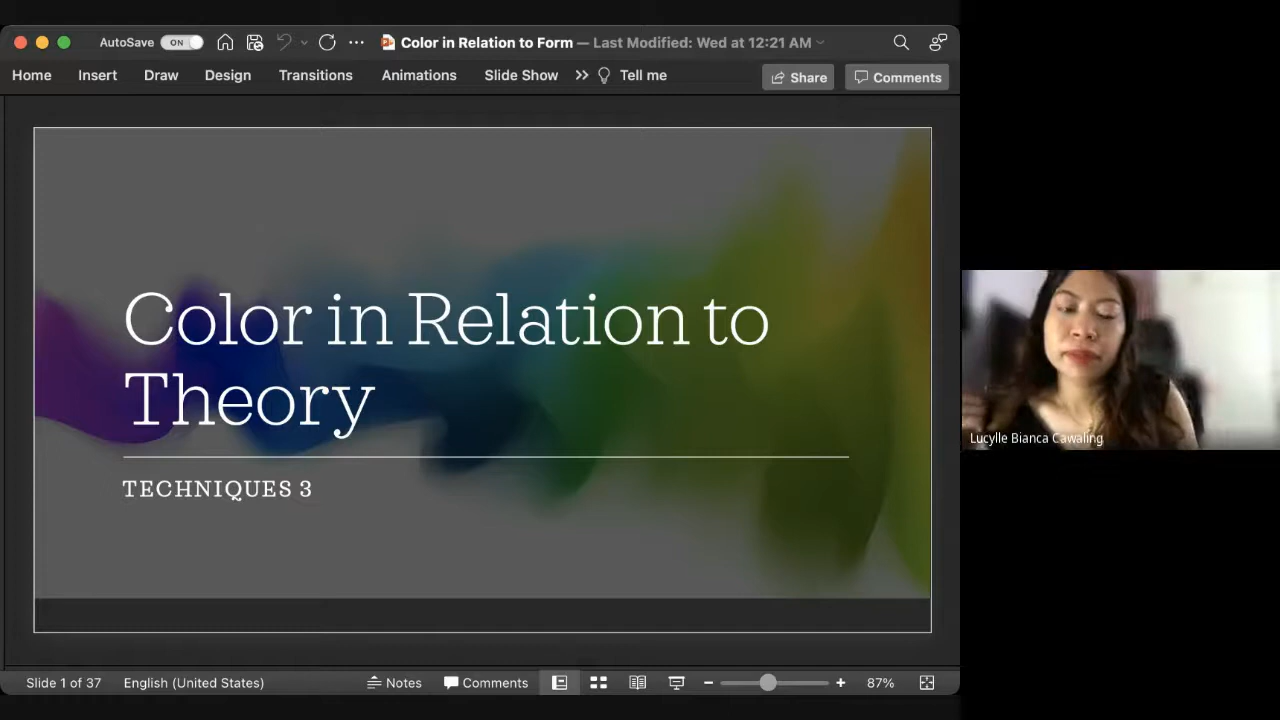 AutoSave ON Color in Relation to Form — Last Modified: Wed at 12:21 AM
Home Insert Draw Design Transitions Animations Slide Show Tell me Share Comments
Color in Relation to
Theory
TECHNIQUES 3
Lucylle Bianca Cawaling
Slide 1 of 37 English (United States) Notes Comments 87%